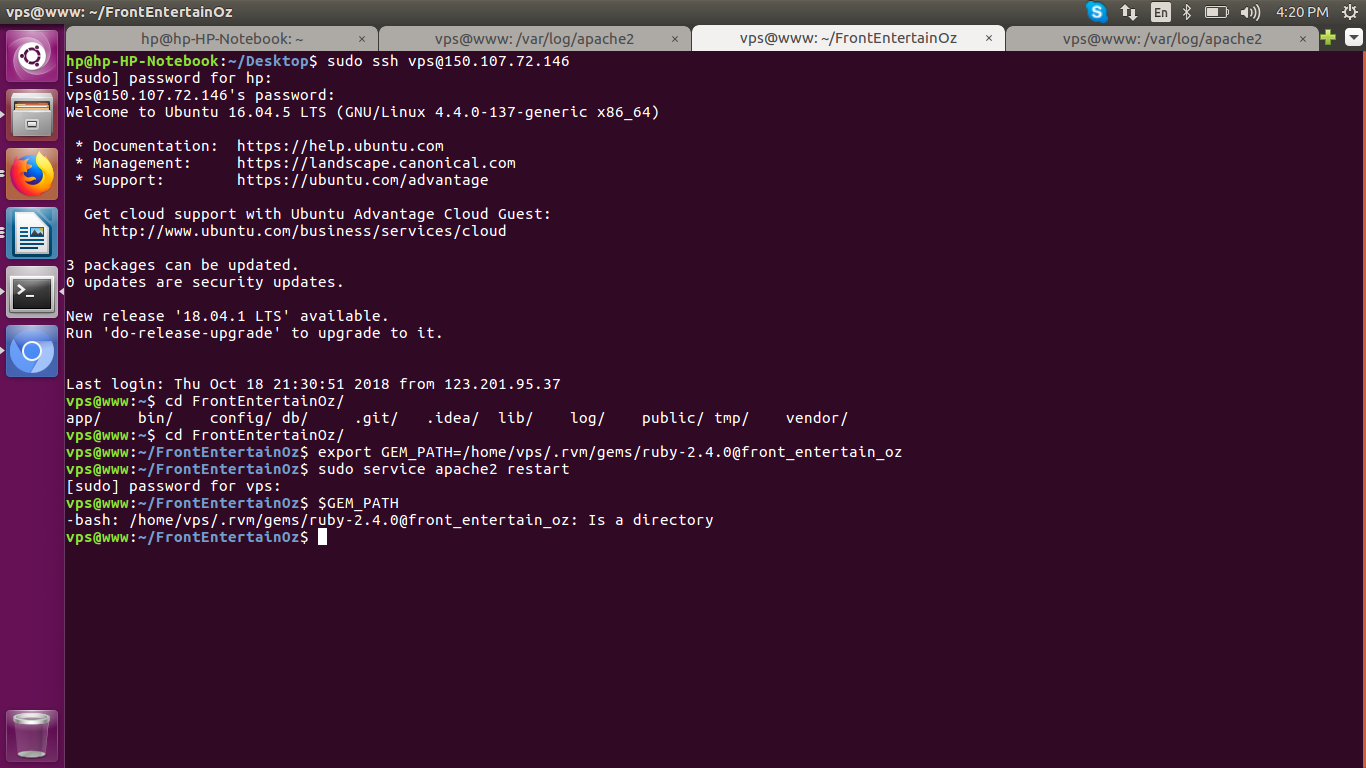 vps@www: ~/FrontEntertainOz
En
4:20 PM
hp@hp-HP-Notebook: ~ ×
vps@www: /var/log/apache2 ×
vps@www: ~/FrontEntertainOz ×
vps@www: /var/log/apache2 ×
hp@hp-HP-Notebook:~/Desktop$ sudo ssh vps@150.107.72.146
[sudo] password for hp:
vps@150.107.72.146's password:
Welcome to Ubuntu 16.04.5 LTS (GNU/Linux 4.4.0-137-generic x86_64)
* Documentation:  https://help.ubuntu.com
* Management:     https://landscape.canonical.com
* Support:        https://ubuntu.com/advantage
Get cloud support with Ubuntu Advantage Cloud Guest:
http://www.ubuntu.com/business/services/cloud
3 packages can be updated.
0 updates are security updates.
New release '18.04.1 LTS' available.
Run 'do-release-upgrade' to upgrade to it.
Last login: Thu Oct 18 21:30:51 2018 from 123.201.95.37
vps@www:~$ cd FrontEntertainOz/
app/    bin/    config/ db/     .git/   .idea/  lib/    log/    public/ tmp/    vendor/
vps@www:~$ cd FrontEntertainOz/
vps@www:~/FrontEntertainOz$ export GEM_PATH=/home/vps/.rvm/gems/ruby-2.4.0@front_entertain_oz
vps@www:~/FrontEntertainOz$ sudo service apache2 restart
[sudo] password for vps:
vps@www:~/FrontEntertainOz$ $GEM_PATH
-bash: /home/vps/.rvm/gems/ruby-2.4.0@front_entertain_oz: Is a directory
vps@www:~/FrontEntertainOz$